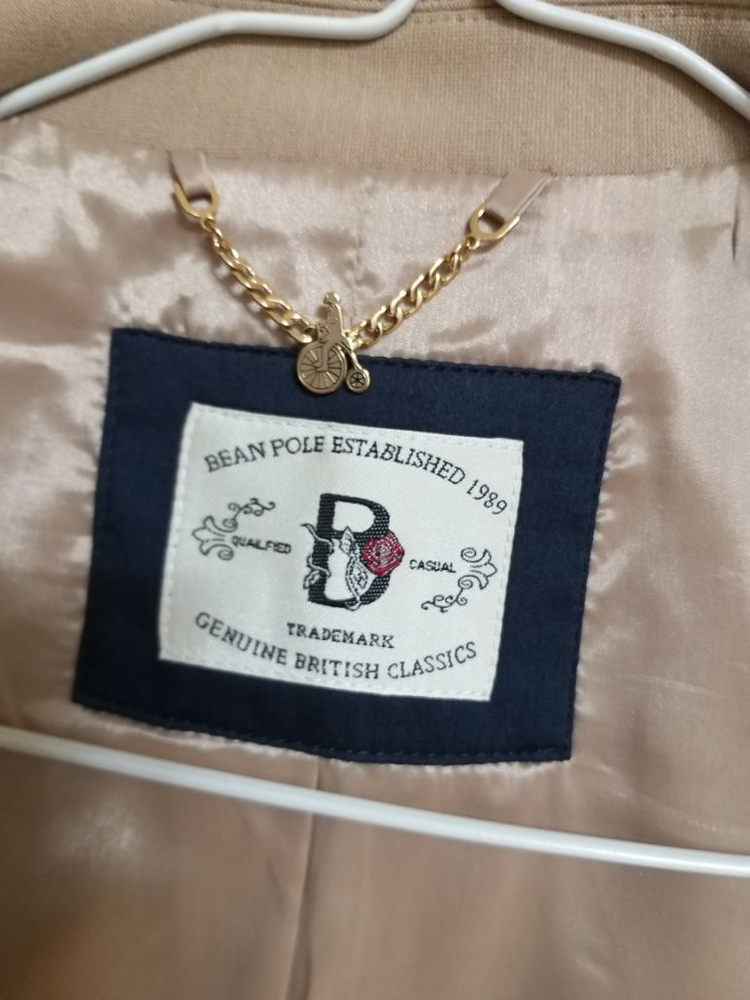 BEAN POLE ESTABLISHED 1989
B
QUALIFIED
CASUAL
TRADEMARK
GENUINE BRITISH CLASSICS